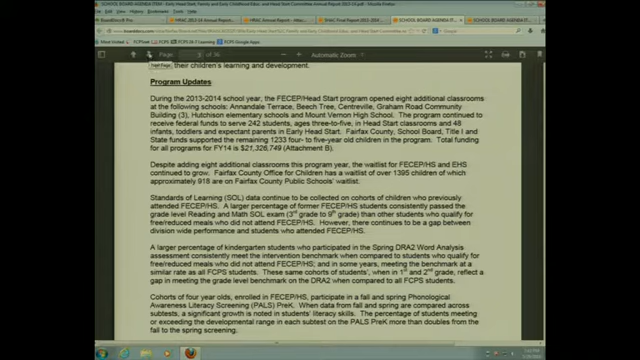 Page
3 of 36
Automatic Zoom
Next Page
their children's learning and development.
Program Updates
During the 2013-2014 school year, the FECEP/Head Start program opened eight additional classrooms
at the following schools: Annandale Terrace, Beech Tree, Centreville, Graham Road Community
Building (3), Hutchison elementary schools and Mount Vernon High School. The program continued to
receive federal funds to serve 242 students, ages three-to-five, in Head Start classrooms and 48
infants, toddlers and expectant parents in Early Head Start. Fairfax County, School Board, Title I and
State funds supported the remaining 1233 four- to five-year old children in the program. Total funding
for all programs for FY14 is $21,326,749 (Attachment B).
Despite adding eight additional classrooms this program year, the waitlist for FECEP/HS and EHS
continued to grow. Fairfax County Office for Children has a waitlist of over 1395 children of which
approximately 918 are on Fairfax County Public Schools' waitlist.
Standards of Learning (SOL) data continue to be collected on cohorts of children who previously
attended FECEP/HS. A larger percentage of former FECEP/HS students consistently passed the
grade level Reading and Math SOL exam (3rd grade to 9th grade) than other students who qualify for
free/reduced meals who did not attend FECEP/HS. However, there continues to be a gap between
division wide performance and students who attended FECEP/HS.
A larger percentage of kindergarten students who participated in the Spring DRA2 Word Analysis
assessment consistently meet the intervention benchmark when compared to students who qualify for
free/reduced meals who did not attend FECEP/HS; and in some years, meeting the benchmark at a
similar rate as all FCPS students. These same cohorts of students', when in 1st and 2nd grade, reflect a
gap in meeting the grade level benchmark on the DRA2 when compared to all FCPS students.
Cohorts of four year olds, enrolled in FECEP/HS, participate in a fall and spring Phonological
Awareness Literacy Screening (PALS) PreK. When data from fall and spring are compared across
subtests, a significant growth is noted in students' literacy skills. The percentage of students meeting
or exceeding the developmental range in each subtest on the PALS PreK more than doubles from the
fall to the spring screening.